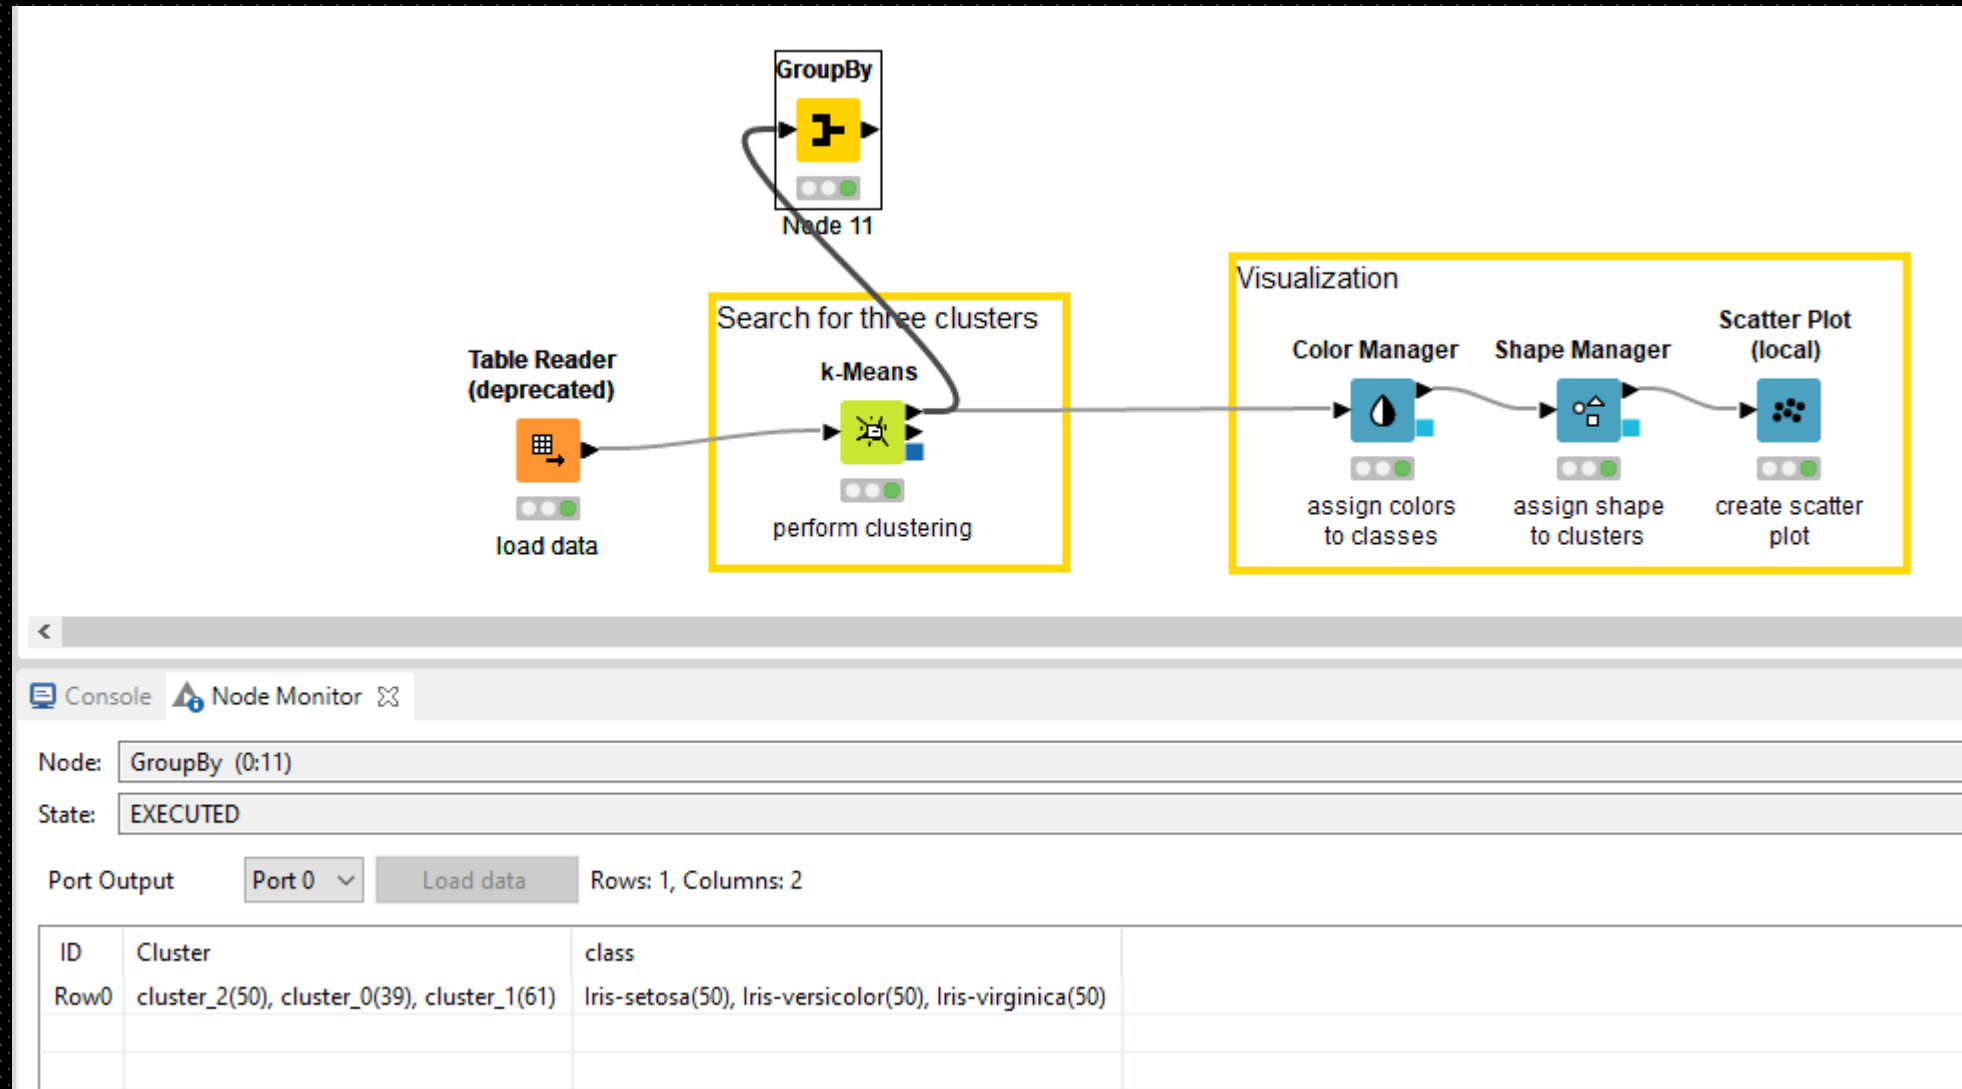 GroupBy
Node 11
Search for three clusters
Visualization
Table Reader
(deprecated)
k-Means
Color Manager
Shape Manager
Scatter Plot
(local)
load data
perform clustering
assign colors
to classes
assign shape
to clusters
create scatter
plot
Console
Node Monitor
Node: GroupBy (0:11)
State: EXECUTED
Port Output Port 0 Load data Rows: 1, Columns: 2
ID Cluster class
Row0 cluster_2(50), cluster_0(39), cluster_1(61) Iris-setosa(50), Iris-versicolor(50), Iris-virginica(50)